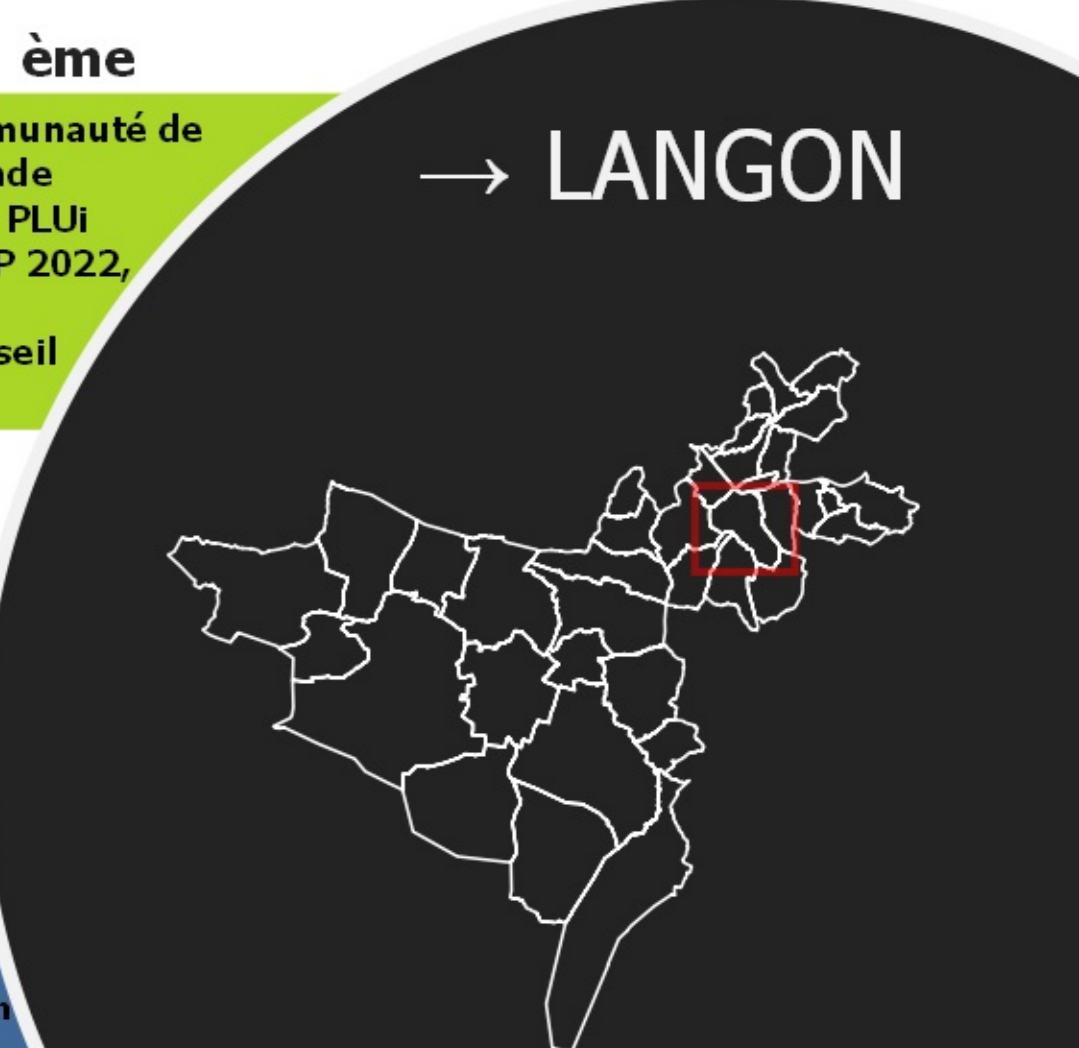 ème
munauté de
→ LANGON
nde
PLUi
P 2022,
seil
n